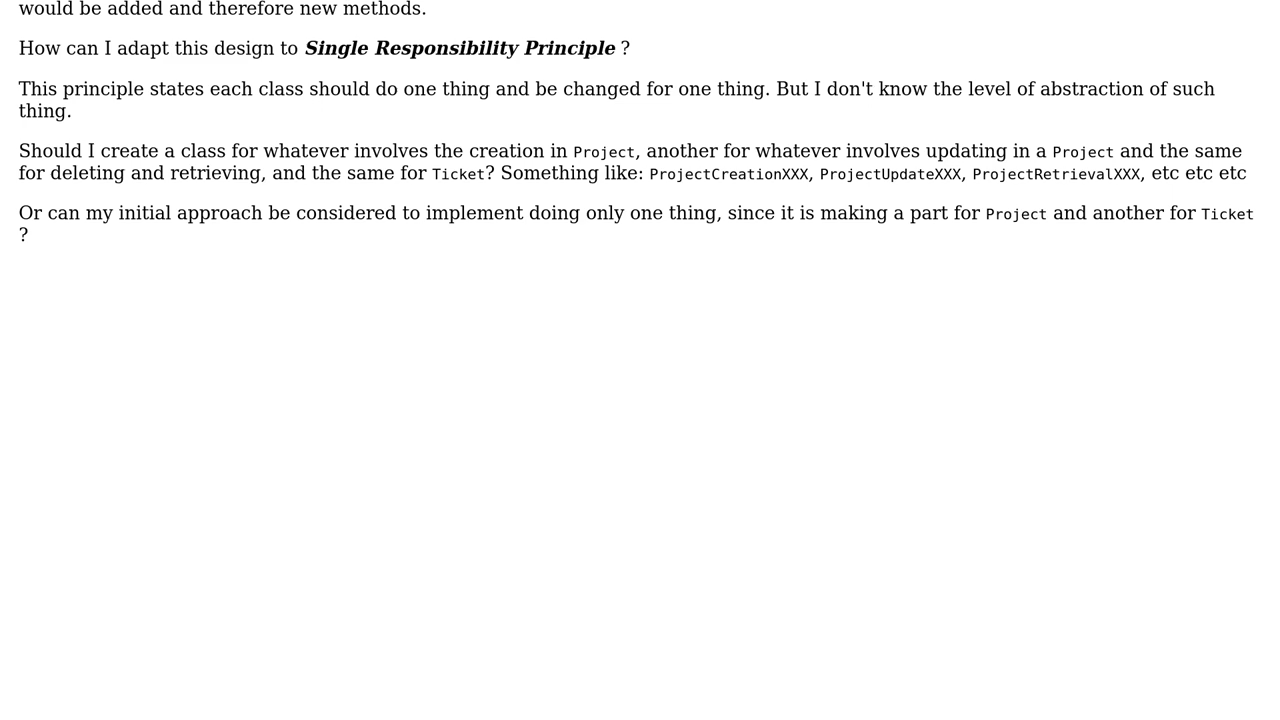 would be added and therefore new methods.
How can I adapt this design to Single Responsibility Principle ?
This principle states each class should do one thing and be changed for one thing. But I don't know the level of abstraction of such
thing.
Should I create a class for whatever involves the creation in Project, another for whatever involves updating in a Project and the same
for deleting and retrieving, and the same for Ticket? Something like: ProjectCreationXXX, ProjectUpdateXXX, ProjectRetrievalXXX, etc etc etc
Or can my initial approach be considered to implement doing only one thing, since it is making a part for Project and another for Ticket
?